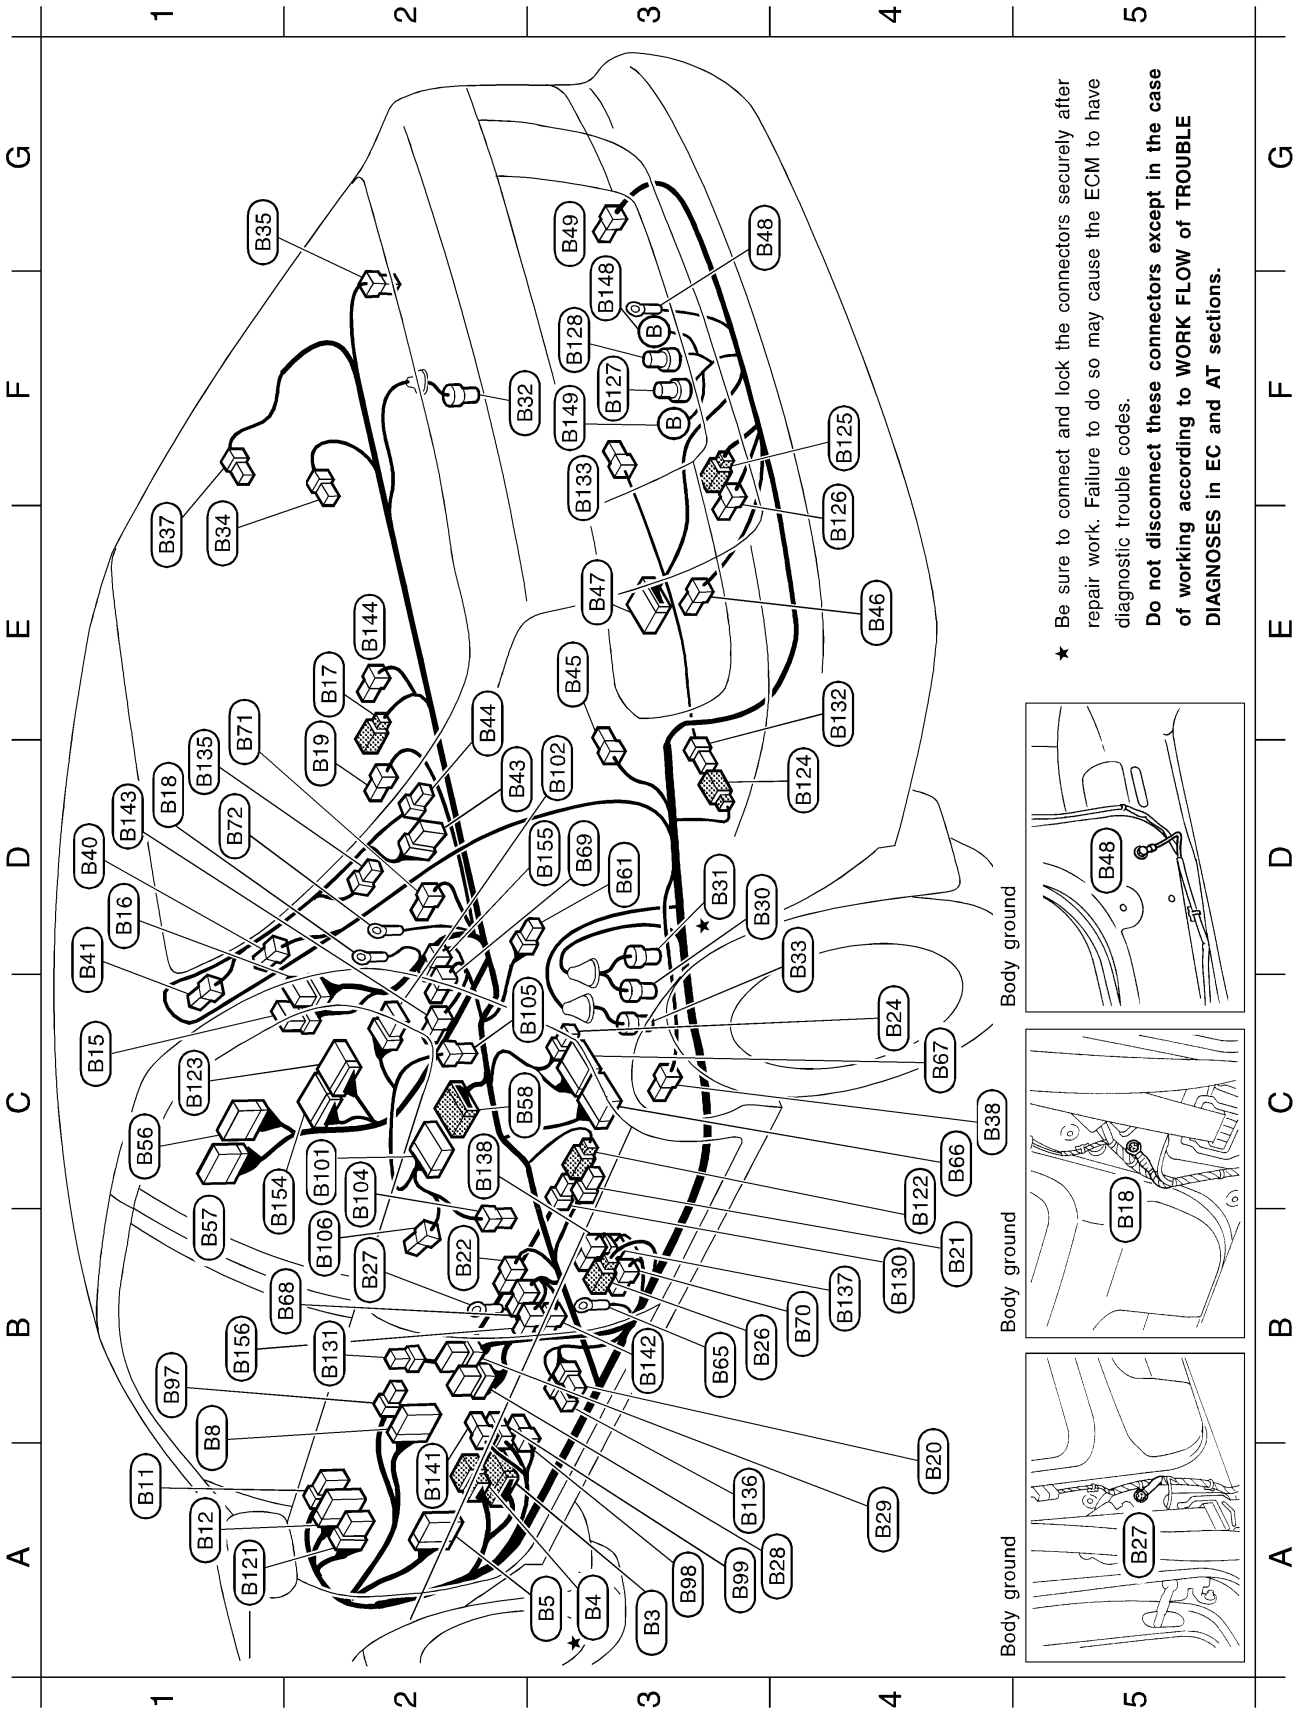 1
2
3
4
5
G
F
E
D
C
B
A
B35
B49
B48
B148
B128
B127
B149
B32
B133
B125
B126
B37
B34
B47
B46
B144
B17
B19
B45
B44
B132
B71
B135
B18
B143
B72
B40
B16
B41
B43
B102
B124
B155
B69
B61
B31
★
B30
B33
B15
B123
B105
B24
B67
B56
B58
B38
B154
B101
B104
B138
B66
B122
B57
B106
B27
B22
B21
B130
B137
B68
B70
B156
B131
B142
B26
B65
B97
B8
B141
B20
B11
B12
B136
B29
B121
B28
B99
B98
B5
B4
★
B3
★ Be sure to connect and lock the connectors securely after
repair work. Failure to do so may cause the ECM to have
diagnostic trouble codes.
Do not disconnect these connectors except in the case
of working according to WORK FLOW of TROUBLE
DIAGNOSES in EC and AT sections.
B
B
Body ground
B48
Body ground
B18
Body ground
B27
G
F
E
D
C
B
A
1
2
3
4
5